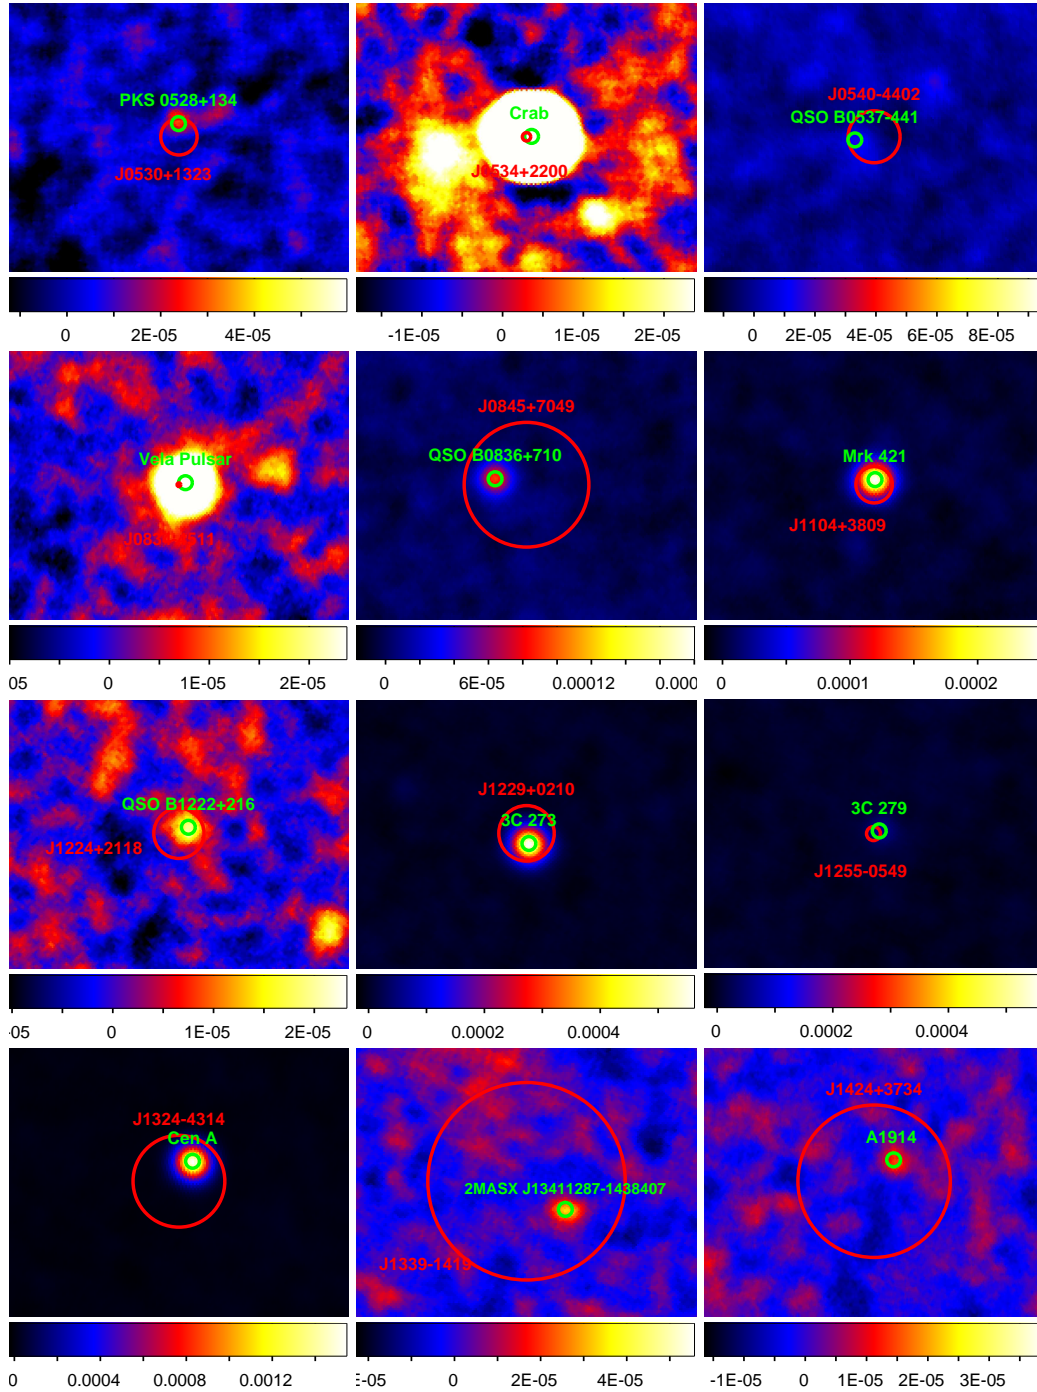 PKS 0528+134
J0530+1323
Crab
J0534+2200
J0540-4402
QSO B0537-441
0 2E-05 4E-05
-1E-05 0 1E-05 2E-05
0 2E-05 4E-05 6E-05 8E-05
Vela Pulsar
J0845+7049
QSO B0836+710
Mrk 421
J1104+3809
05 0 1E-05 2E-05
0 6E-05 0.00012
0 0.0001 0.0002
QSO B1222+216
J1224+2118
J1229+0210
3C 273
3C 279
J1255-0549
-05 0 1E-05 2E-05
0 0.0002 0.0004
0 0.0002 0.0004
J1324-4314
Cen A
2MASX J13411287-1438407
J1339-1419
J1424+3734
A1914
0 0.0004 0.0008 0.0012
E-05 0 2E-05 4E-05
-1E-05 0 1E-05 2E-05 3E-05